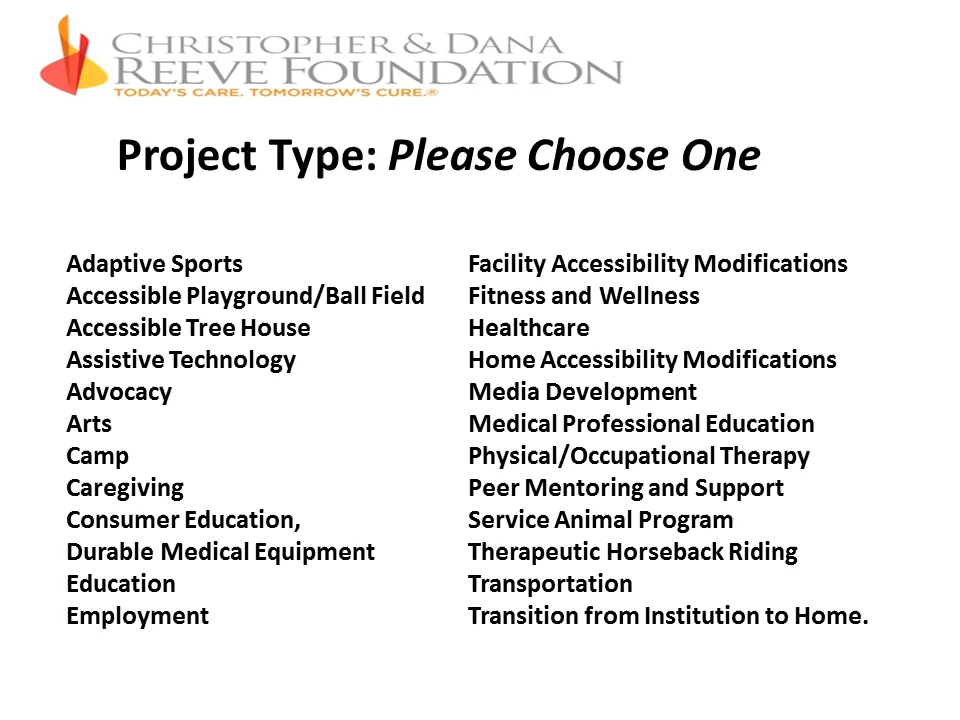 CHRISTOPHER & DANA
REEVE FOUNDATION
TODAY'S CARE. TOMORROW'S CURE.®
Project Type: Please Choose One
Adaptive Sports
Accessible Playground/Ball Field
Accessible Tree House
Assistive Technology
Advocacy
Arts
Camp
Caregiving
Consumer Education,
Durable Medical Equipment
Education
Employment
Facility Accessibility Modifications
Fitness and Wellness
Healthcare
Home Accessibility Modifications
Media Development
Medical Professional Education
Physical/Occupational Therapy
Peer Mentoring and Support
Service Animal Program
Therapeutic Horseback Riding
Transportation
Transition from Institution to Home.